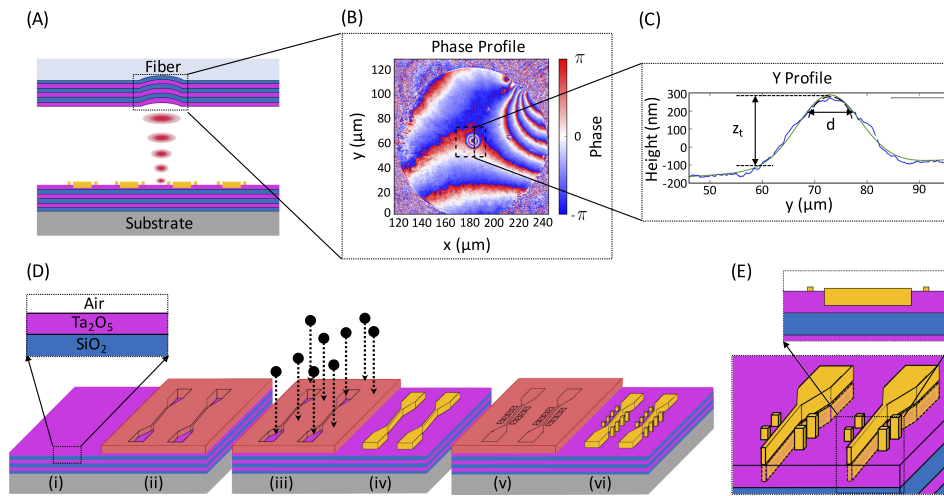 (A)
Fiber
Substrate
(B)
Phase Profile
y (μm)
120
100
80
60
40
20
0
120 140 160 180 200 220 240
x (μm)
π
0
-π
Phase
(C)
Y Profile
Height (nm)
300
200
100
0
-100
-200
z_t
d
50 60 70 80 90
y (μm)
(D)
Air
Ta₂O₅
SiO₂
(i) (ii) (iii) (iv) (v) (vi)
(E)